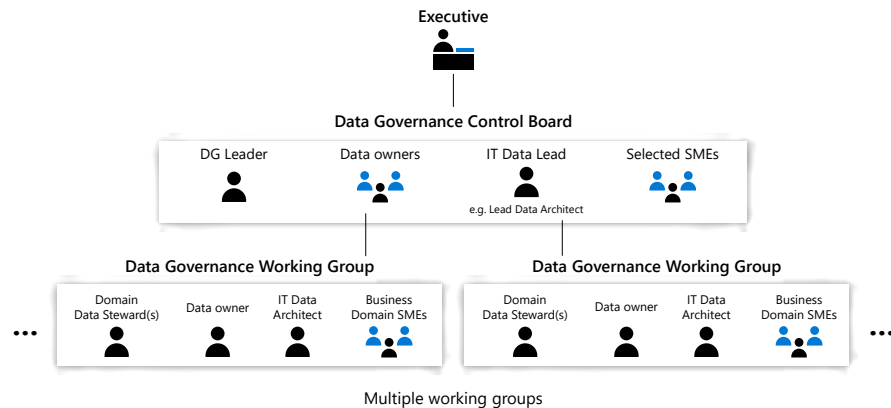 Executive
Data Governance Control Board
DG Leader
Data owners
IT Data Lead
Selected SMEs
e.g. Lead Data Architect
Data Governance Working Group
Data Governance Working Group
Domain
Data Steward(s)
Data owner
IT Data
Architect
Business
Domain SMEs
Domain
Data Steward(s)
Data owner
IT Data
Architect
Business
Domain SMEs
...
...
Multiple working groups